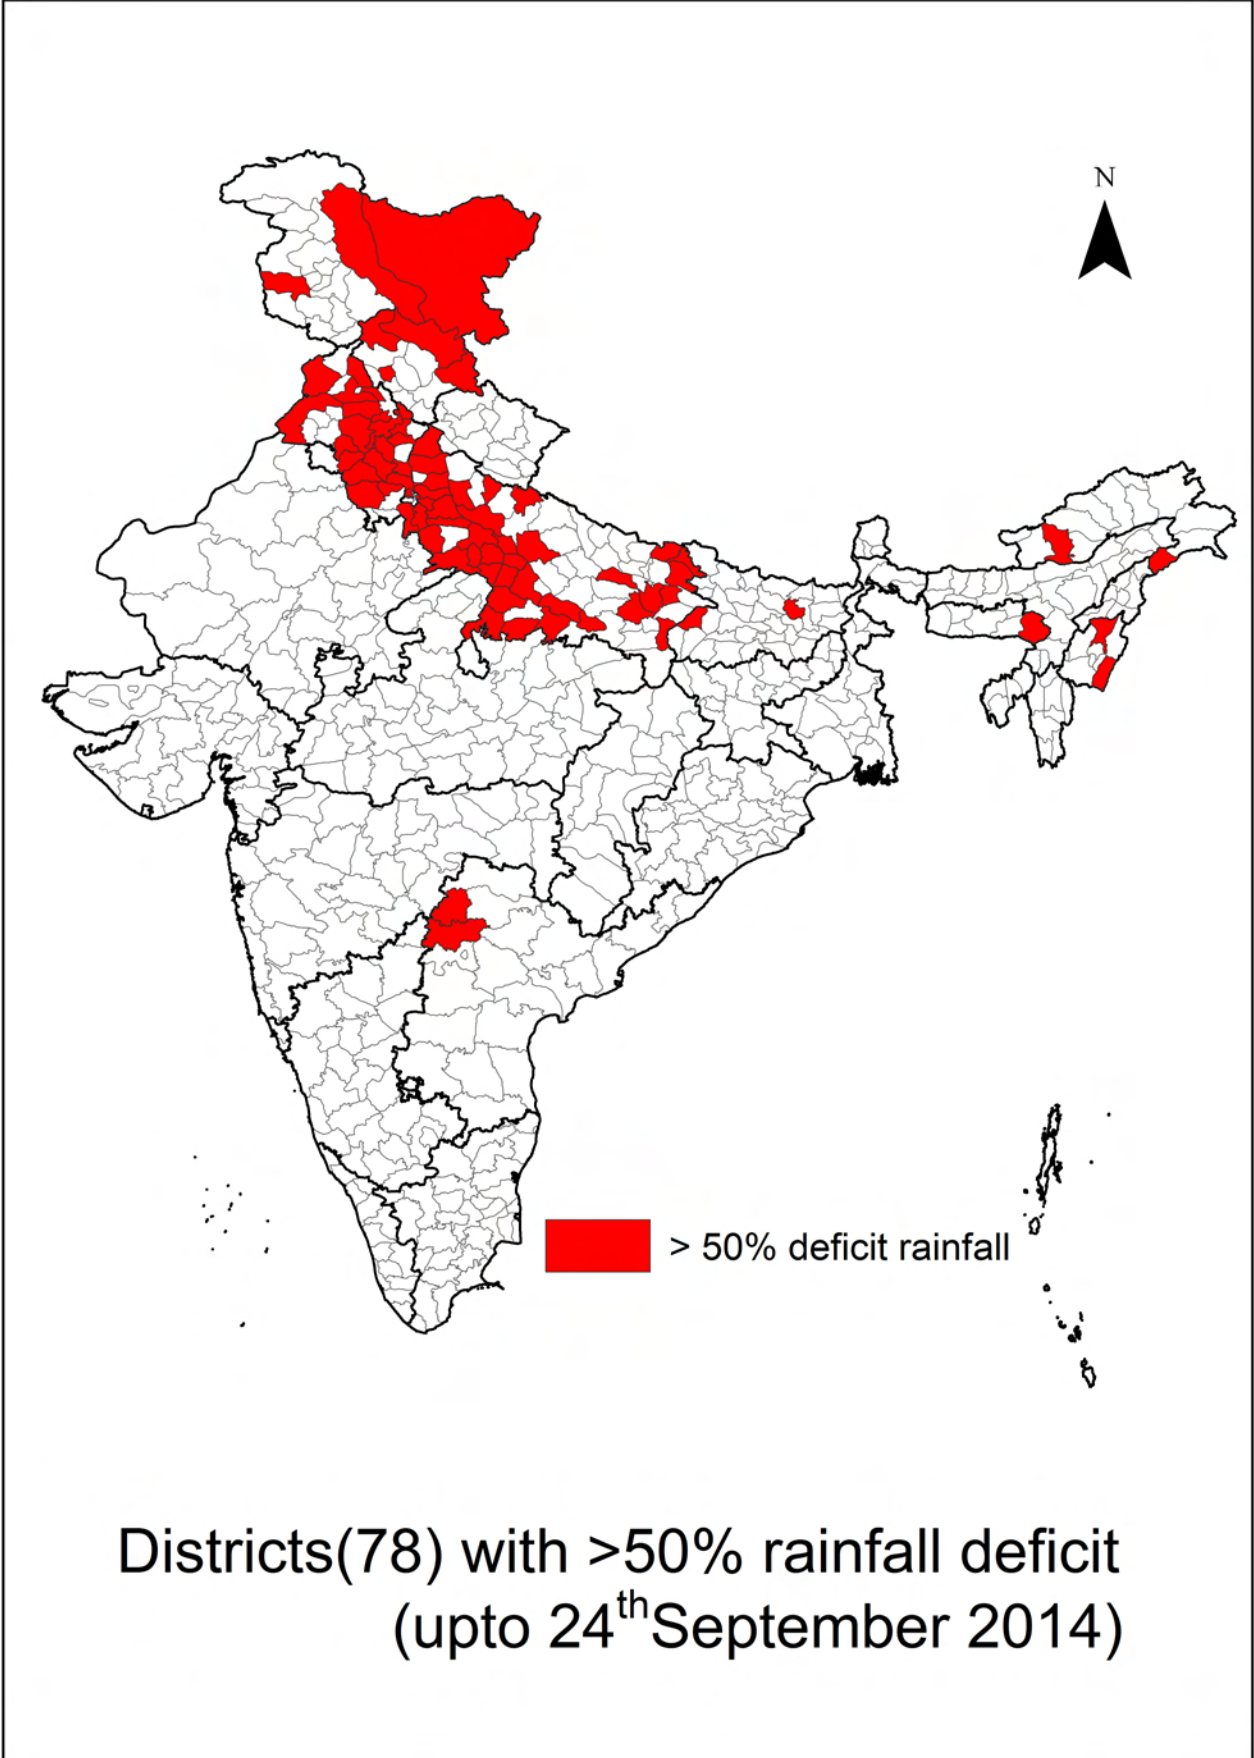 N
> 50% deficit rainfall
Districts(78) with >50% rainfall deficit
(upto 24thSeptember 2014)